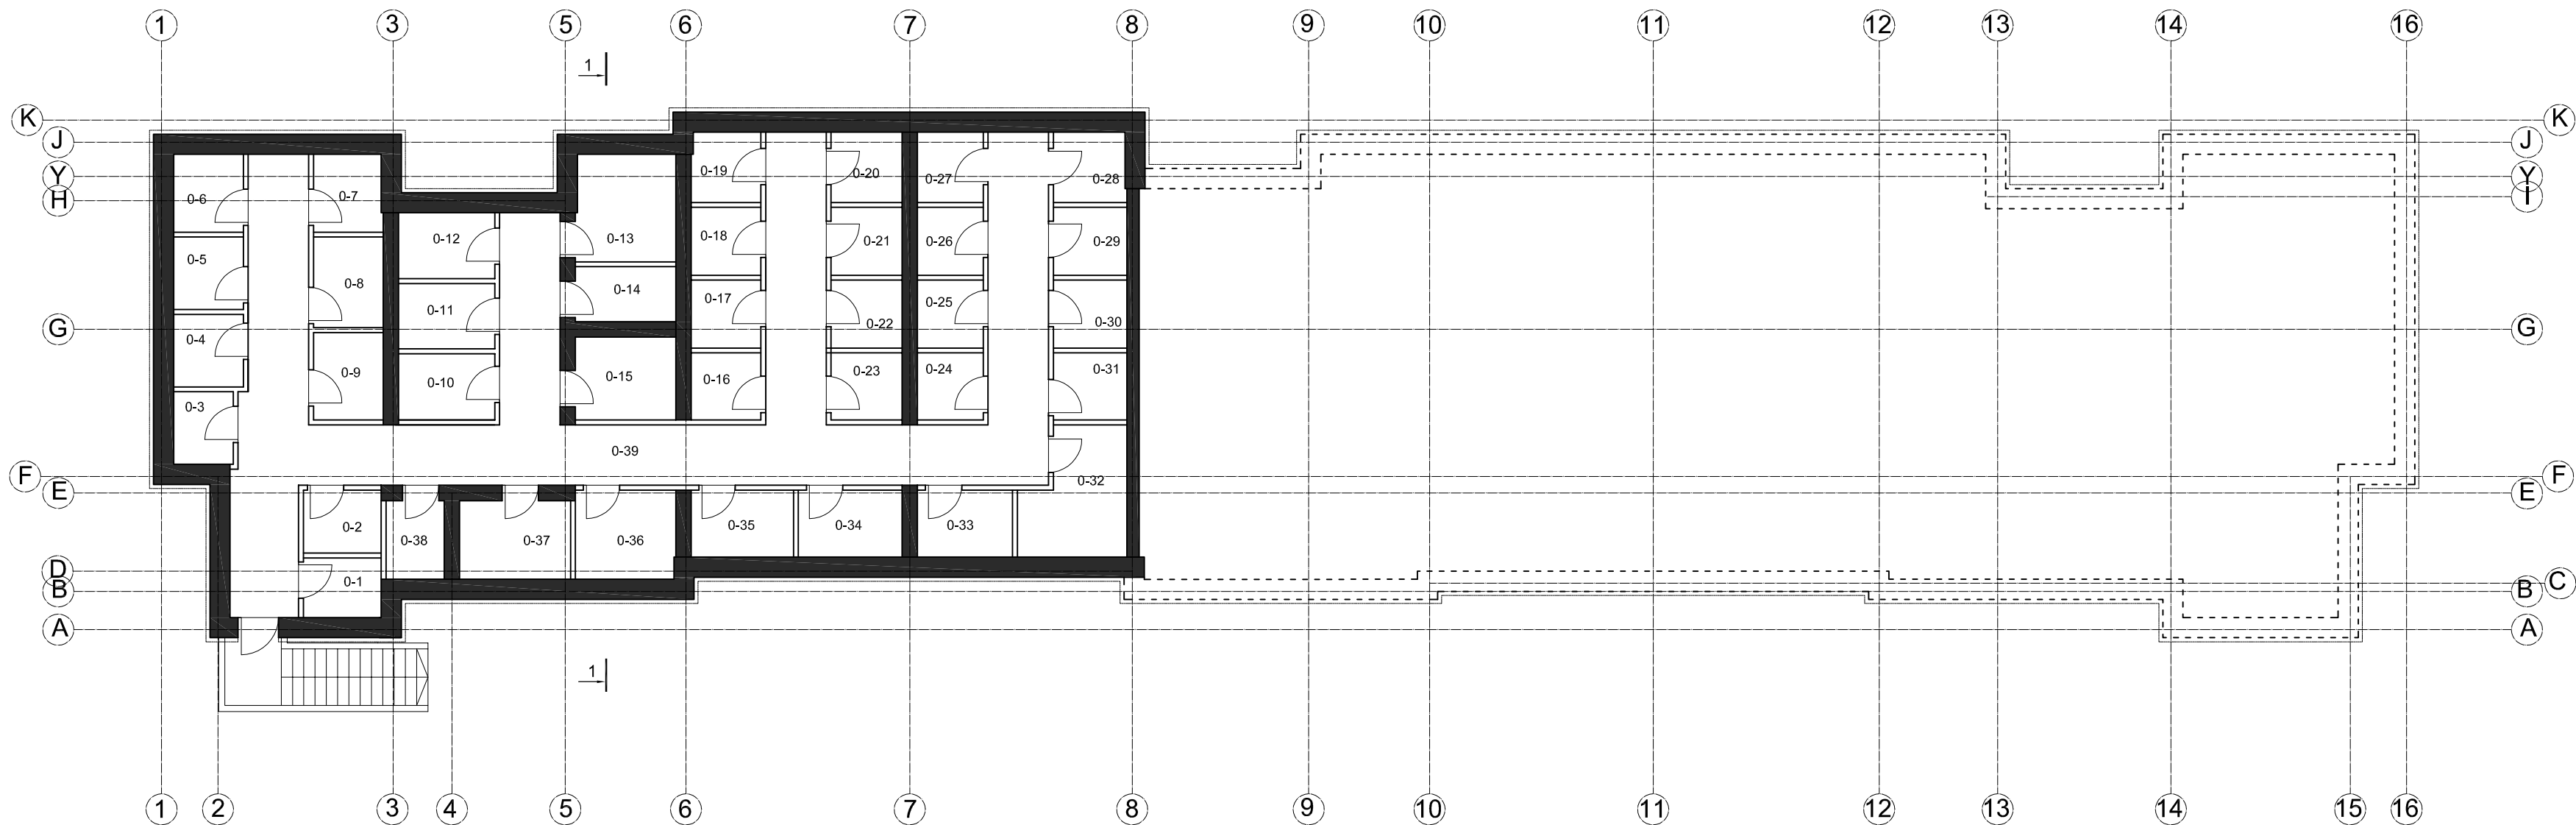 1 3 5 6 7 8 9 10 11 12 13 14 16
1
K K
J J
Y Y
H I
0-19 0-20 0-27 0-28
0-6 0-7
0-12 0-13 0-18 0-21 0-26 0-29
0-5 0-8 0-11 0-14 0-17 0-22 0-25 0-30
G G
0-4 0-9 0-10 0-15 0-16 0-23 0-24 0-31
0-3
0-39
F F
E E
0-32
0-2 0-38 0-37 0-36 0-35 0-34 0-33
D
0-1
B B C
A A
1
1 2 3 4 5 6 7 8 9 10 11 12 13 14 15 16